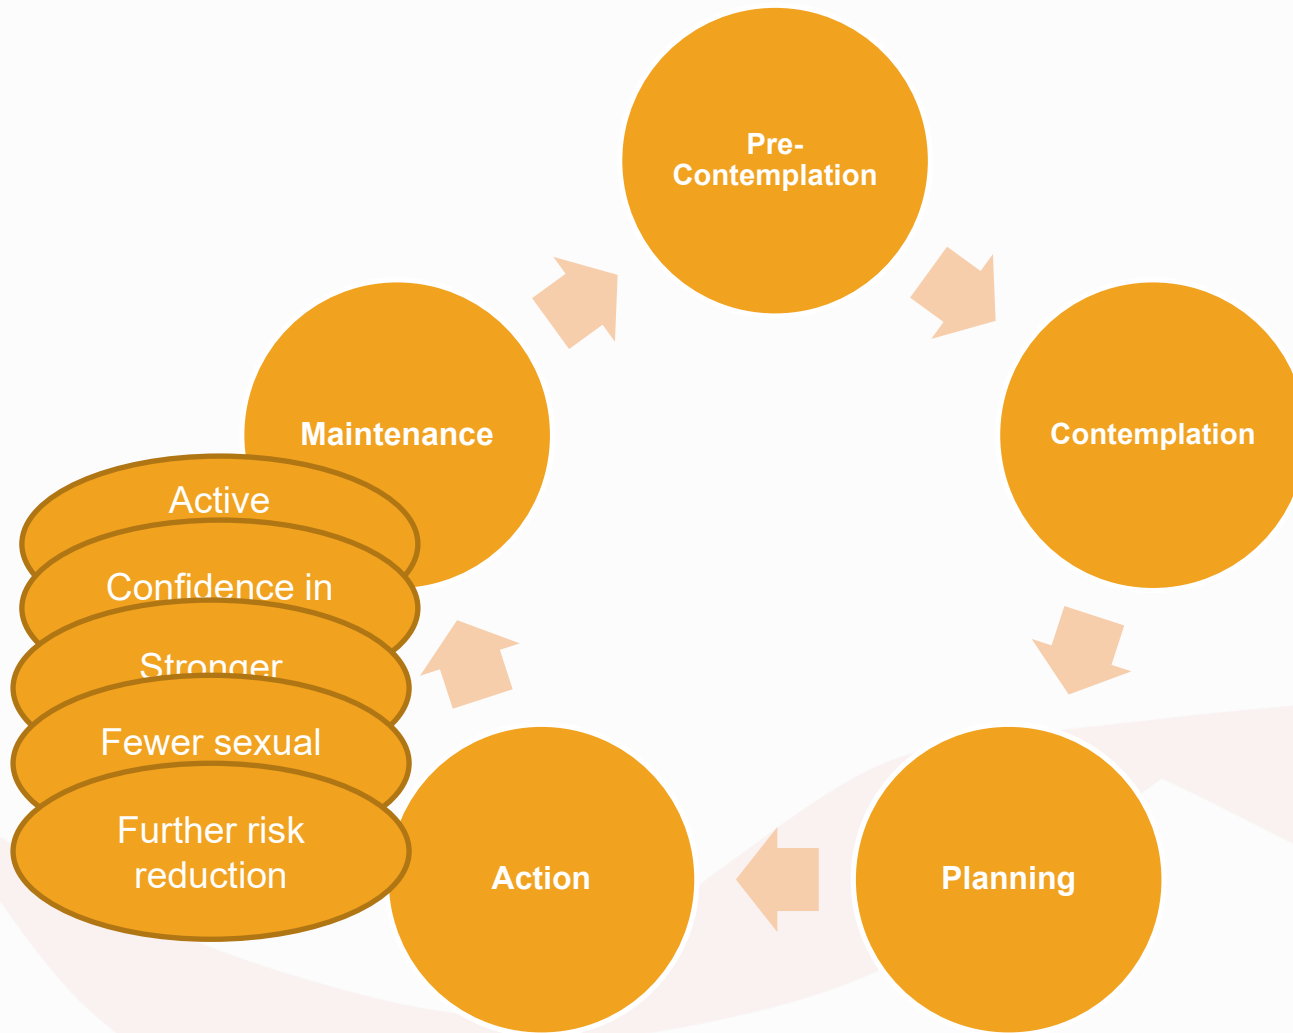 Pre-
Contemplation
Contemplation
Planning
Action
Maintenance
Active
Confidence in
Stronger
Fewer sexual
Further risk
reduction